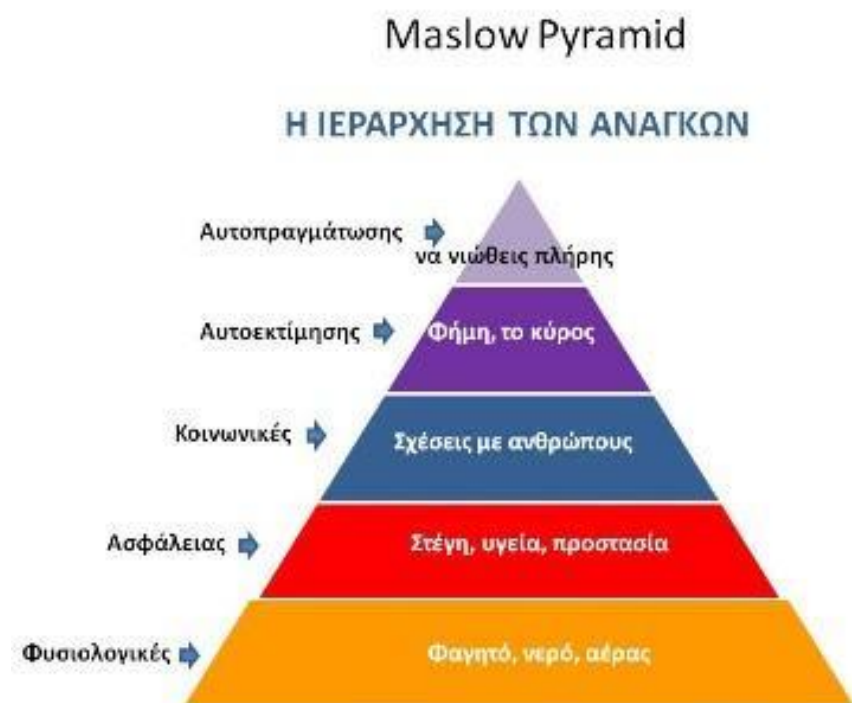 Maslow Pyramid
Η ΙΕΡΑΡΧΗΣΗ ΤΩΝ ΑΝΑΓΚΩΝ
Αυτοπραγμάτωσης
να νιώθεις πλήρης
Αυτοεκτίμησης
Φήμη, το κύρος
Κοινωνικές
Σχέσεις με ανθρώπους
Ασφάλειας
Στέγη, υγεία, προστασία
Φυσιολογικές
Φαγητό, νερό, αέρας